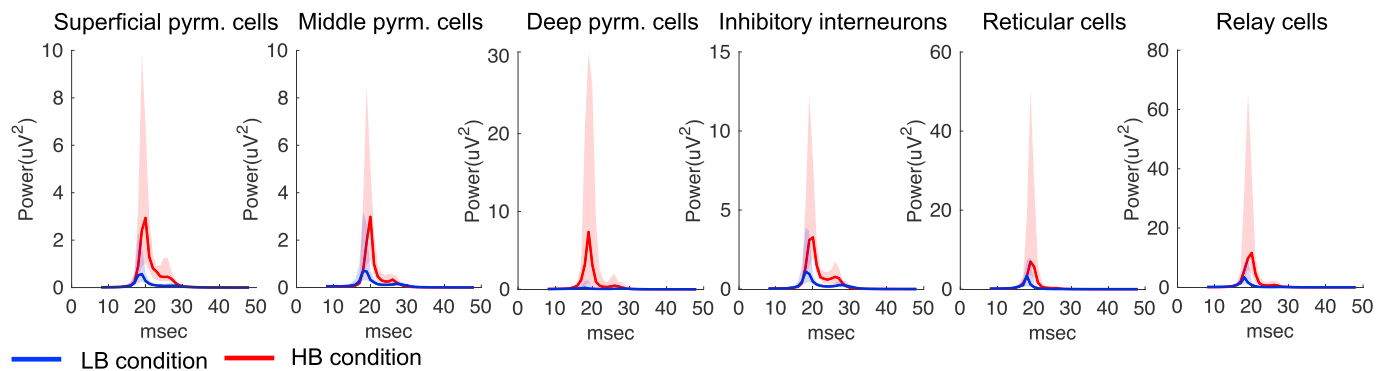 Superficial pyrm. cells
Middle pyrm. cells
Deep pyrm. cells
Inhibitory interneurons
Reticular cells
Relay cells
10
8
6
4
2
0
Power(uV²)
0 10 20 30 40 50
msec
10
8
6
4
2
0
Power(uV²)
0 10 20 30 40 50
msec
30
20
10
0
Power(uV²)
0 10 20 30 40 50
msec
15
10
5
0
Power(uV²)
0 10 20 30 40 50
msec
60
40
20
0
Power(uV²)
0 10 20 30 40 50
msec
80
60
40
20
0
Power(uV²)
0 10 20 30 40 50
msec
LB condition
HB condition